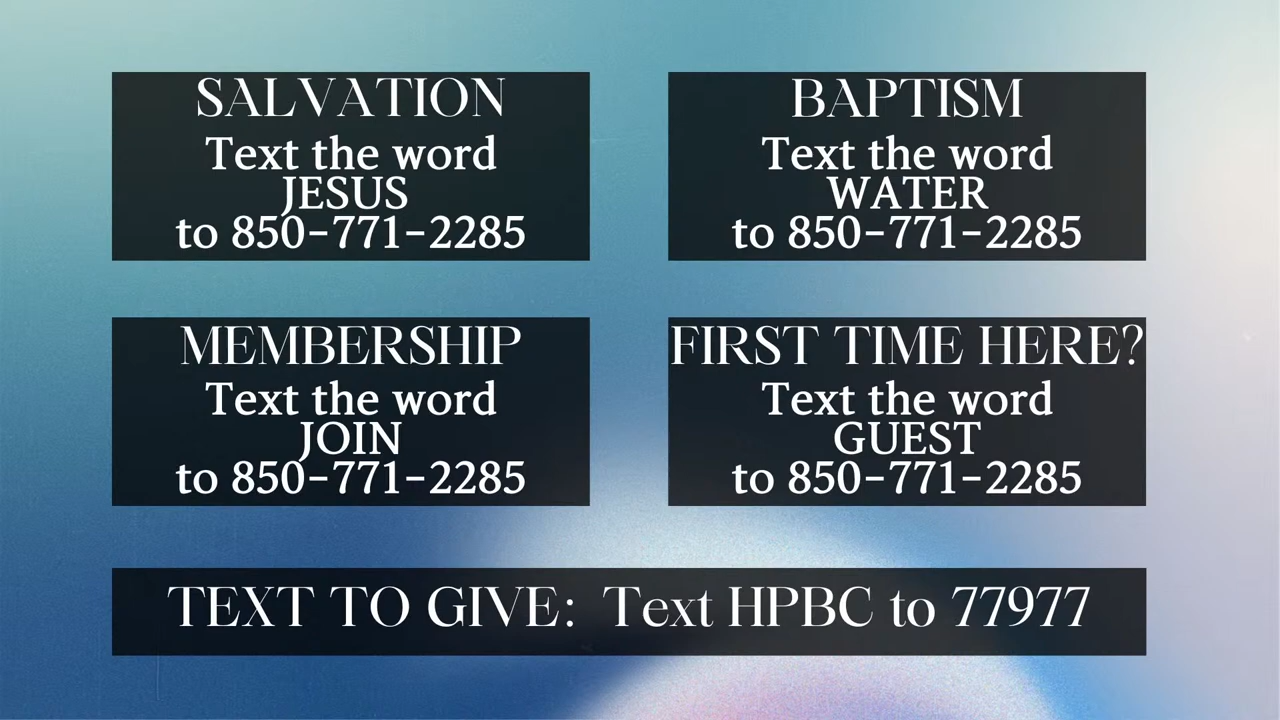 SALVATION
Text the word
JESUS
to 850-771-2285
BAPTISM
Text the word
WATER
to 850-771-2285
MEMBERSHIP
Text the word
JOIN
to 850-771-2285
FIRST TIME HERE?
Text the word
GUEST
to 850-771-2285
TEXT TO GIVE: Text HPBC to 77977